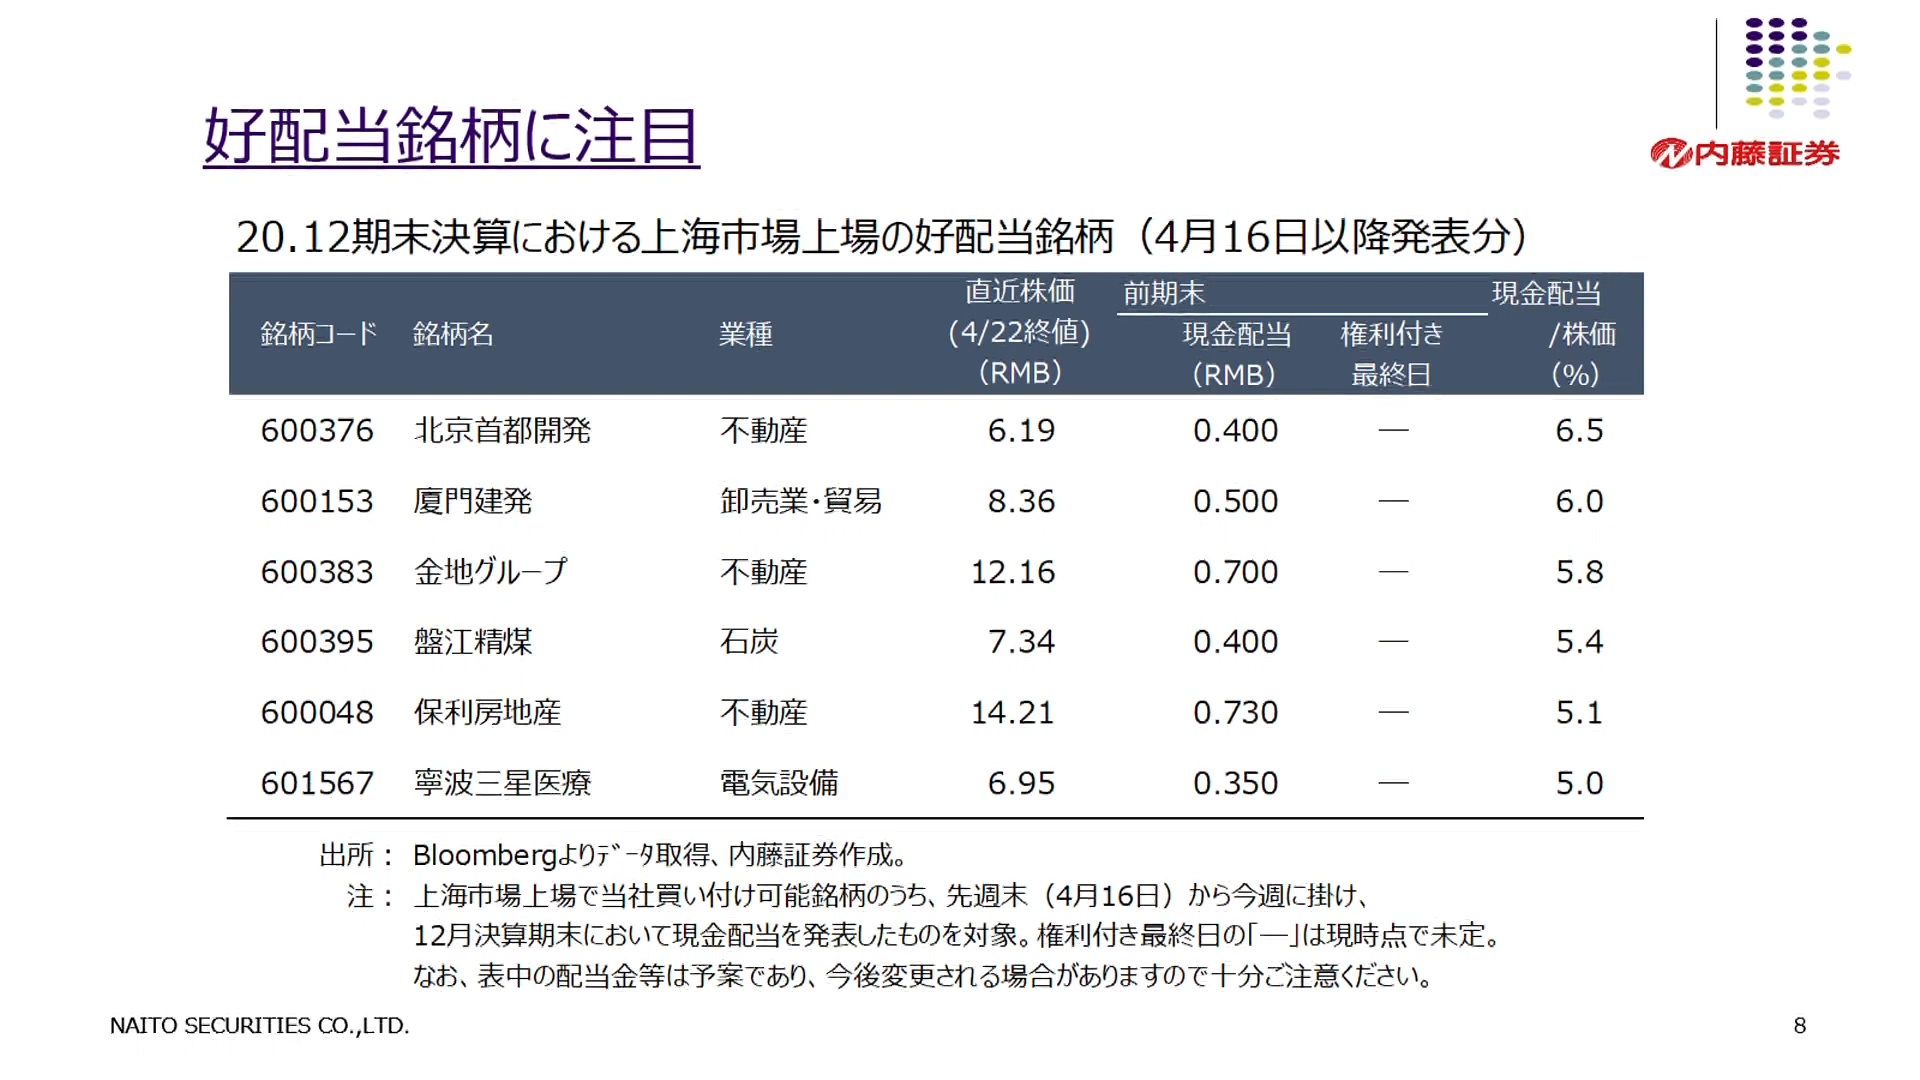 内藤証券
好配当銘柄に注目
20.12期末決算における上海市場上場の好配当銘柄（4月16日以降発表分）
直近株価 前期末 現金配当
銘柄コード 銘柄名 業種 (4/22終値) 現金配当 権利付き /株価
（RMB） （RMB） 最終日 （%）
600376 北京首都開発 不動産 6.19 0.400 ― 6.5
600153 廈門建発 卸売業・貿易 8.36 0.500 ― 6.0
600383 金地グループ 不動産 12.16 0.700 ― 5.8
600395 盤江精煤 石炭 7.34 0.400 ― 5.4
600048 保利房地産 不動産 14.21 0.730 ― 5.1
601567 寧波三星医療 電気設備 6.95 0.350 ― 5.0
出所： Bloombergよりﾃﾞｰﾀ取得、内藤証券作成。
注： 上海市場上場で当社買い付け可能銘柄のうち、先週末（4月16日）から今週に掛け、
12月決算期末において現金配当を発表したものを対象。権利付き最終日の「―」は現時点で未定。
なお、表中の配当金等は予案であり、今後変更される場合がありますので十分ご注意ください。
NAITO SECURITIES CO.,LTD. 8